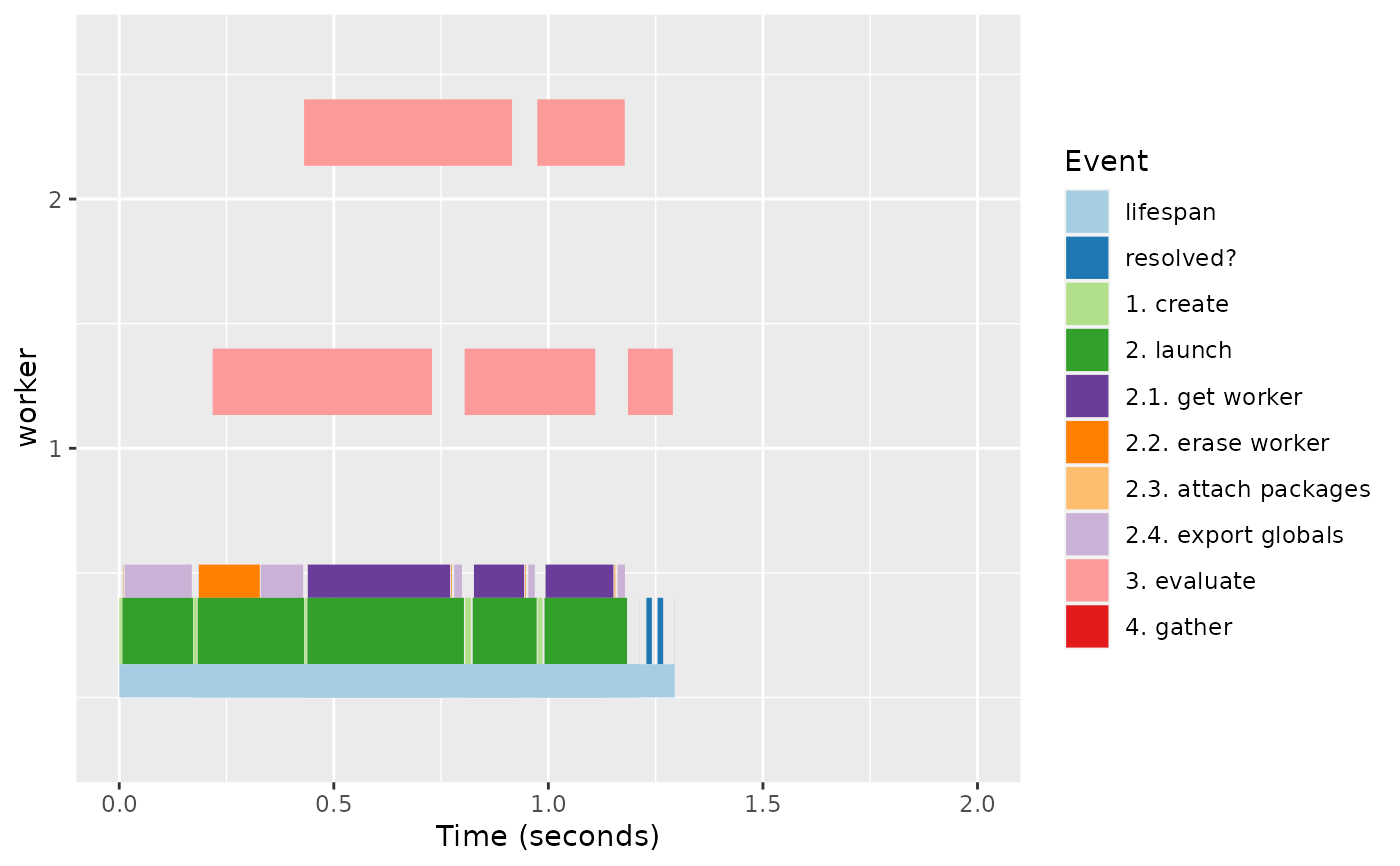 2
1
worker
0.0
0.5
1.0
1.5
2.0
Time (seconds)
Event
lifespan
resolved?
1. create
2. launch
2.1. get worker
2.2. erase worker
2.3. attach packages
2.4. export globals
3. evaluate
4. gather